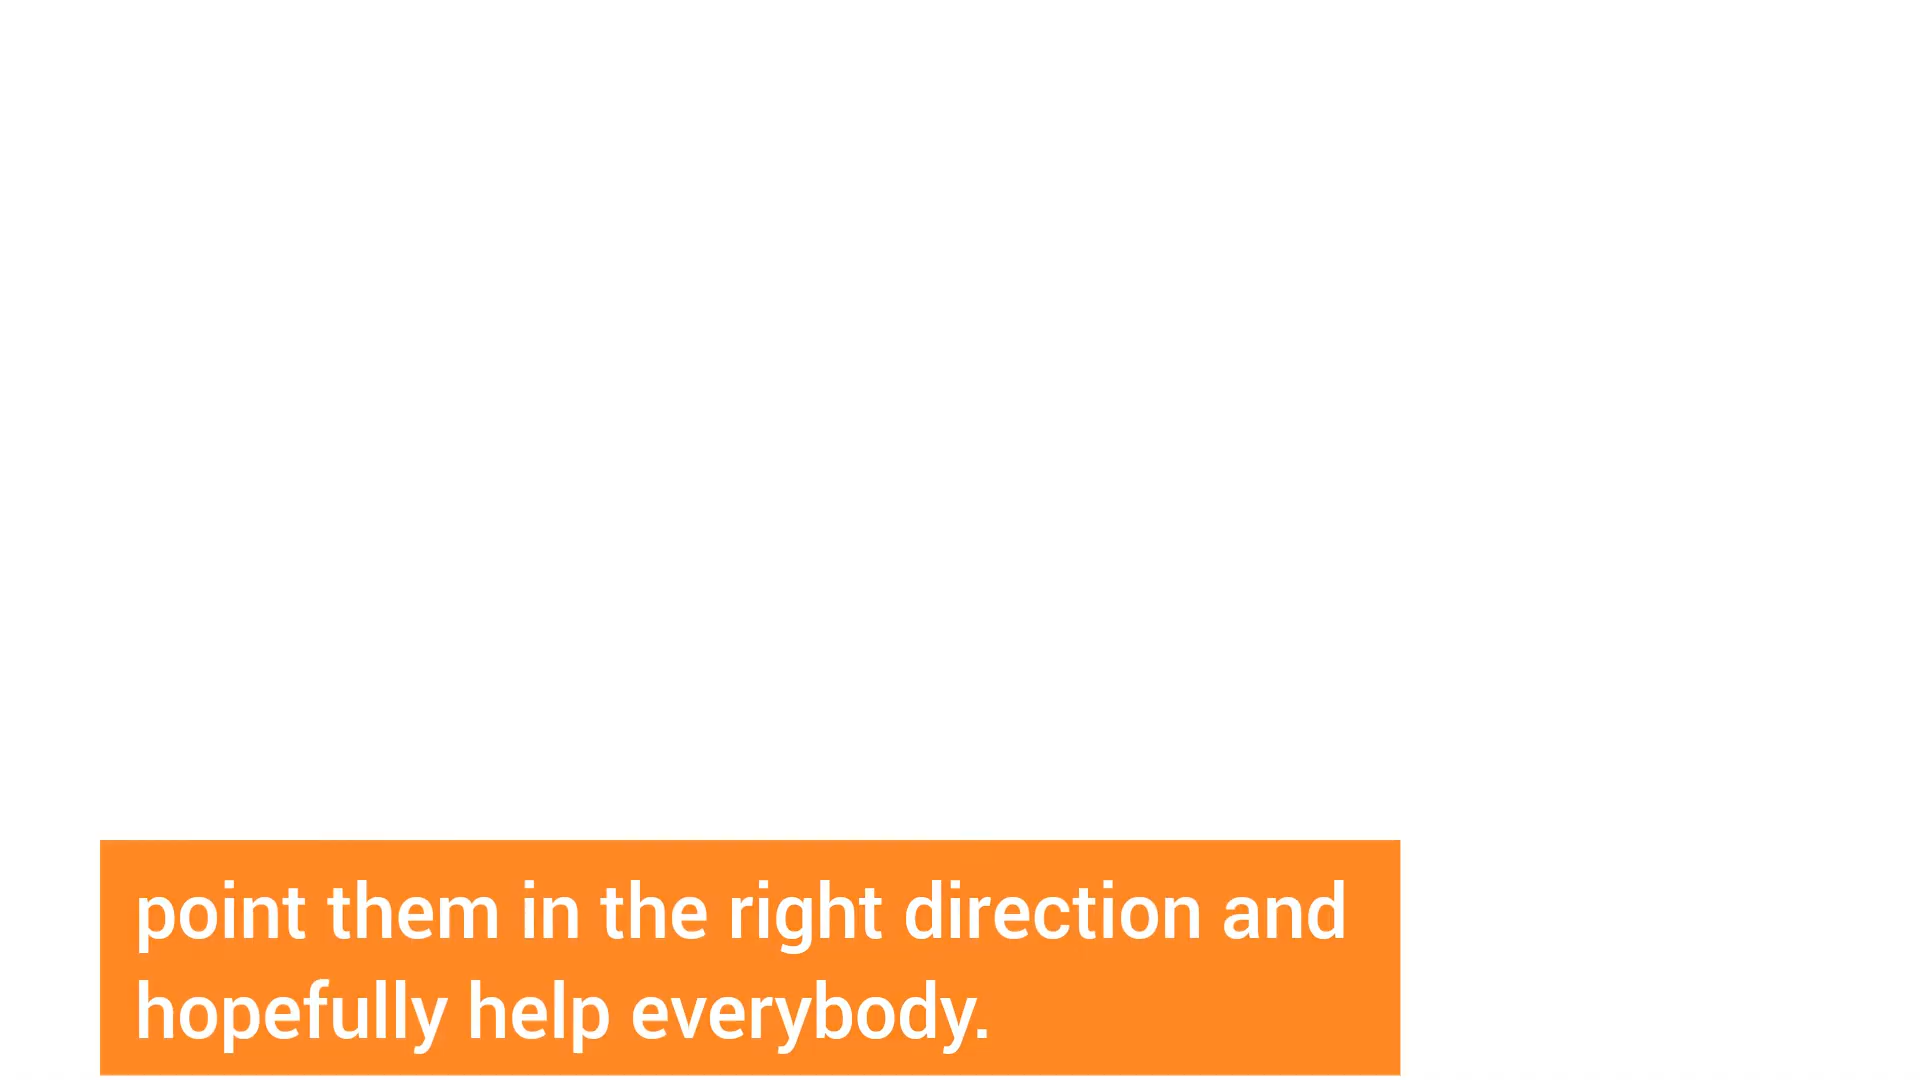 point them in the right direction and
hopefully help everybody.